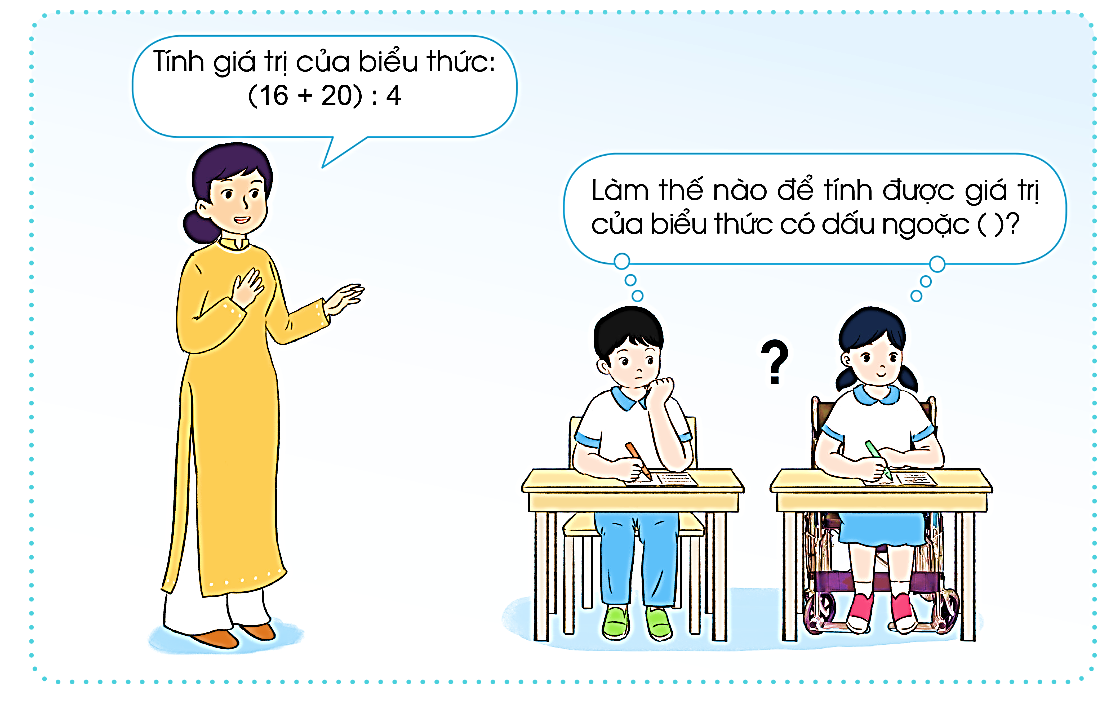 Tính giá trị của biểu thức:
(16 + 20) : 4
Làm thế nào để tính được giá trị
của biểu thức có dấu ngoặc ( )?
?